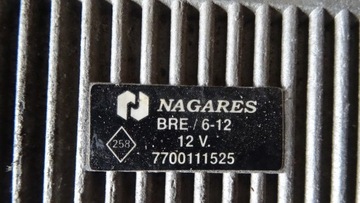 NAGARES
BRE / 6-12
258
12 V.
7700111525